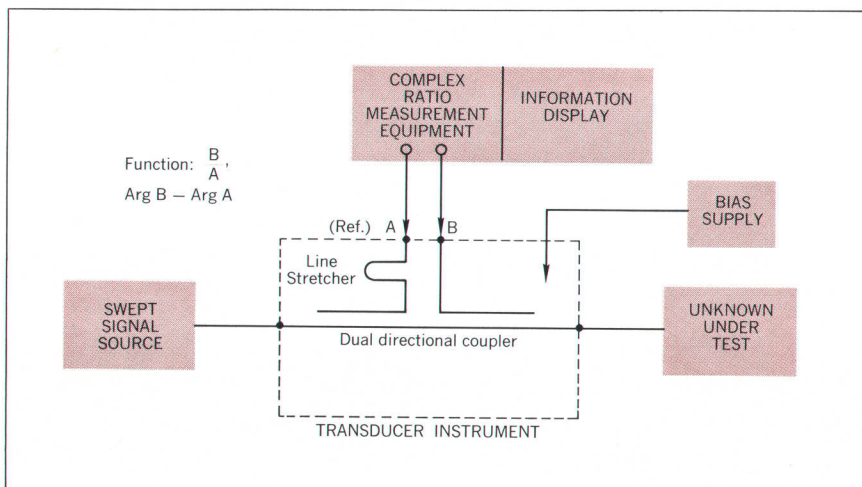 COMPLEX
RATIO
MEASUREMENT
EQUIPMENT
INFORMATION
DISPLAY
Function: B/A,
Arg B — Arg A
BIAS
SUPPLY
(Ref.) A B
Line
Stretcher
SWEPT
SIGNAL
SOURCE
Dual directional coupler
UNKNOWN
UNDER
TEST
TRANSDUCER INSTRUMENT